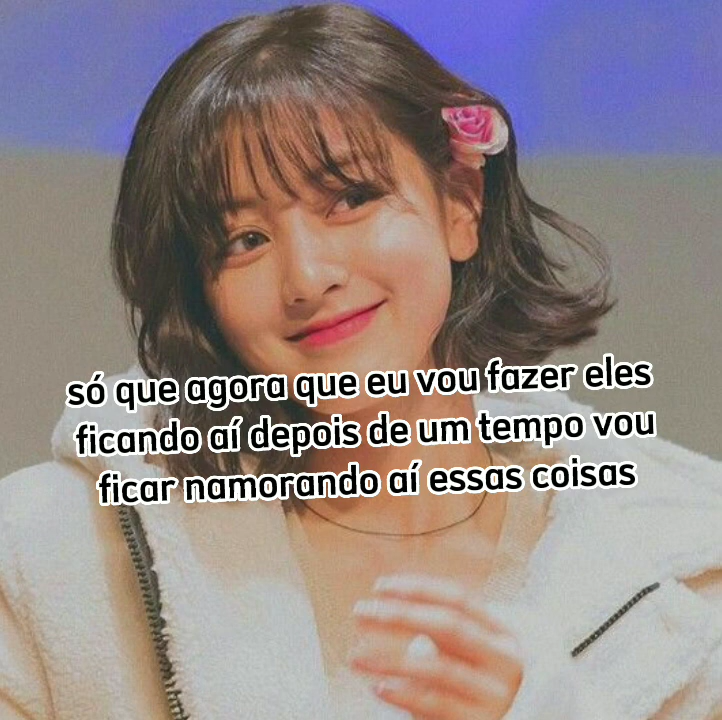 só que agora que eu vou fazer eles
ficando aí depois de um tempo vou
ficar namorando aí essas coisas